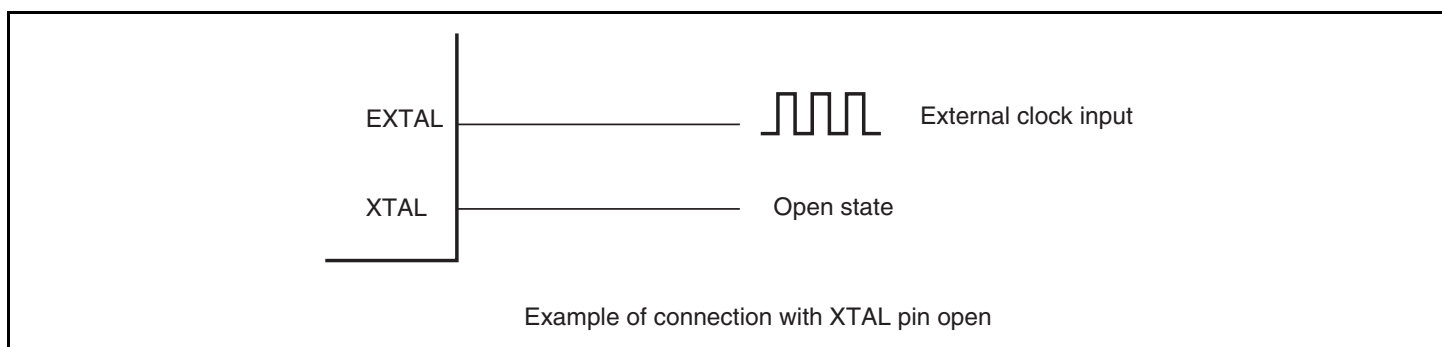 EXTAL External clock input
XTAL Open state
Example of connection with XTAL pin open